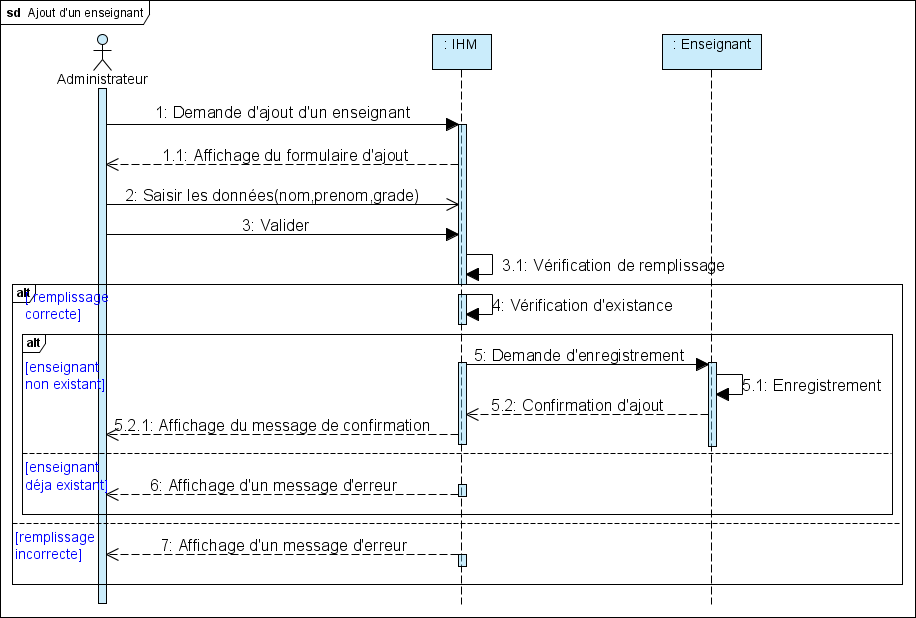 sd Ajout d'un enseignant
: IHM
: Enseignant
Administrateur
1: Demande d'ajout d'un enseignant
1.1: Affichage du formulaire d'ajout
2: Saisir les données(nom,prenom,grade)
3: Valider
3.1: Vérification de remplissage
alt
[remplissage
correcte]
4: Vérification d'existance
alt
[enseignant
non existant]
5: Demande d'enregistrement
5.1: Enregistrement
5.2: Confirmation d'ajout
5.2.1: Affichage du message de confirmation
[enseignant
déja existant]
6: Affichage d'un message d'erreur
[remplissage
incorrecte]
7: Affichage d'un message d'erreur